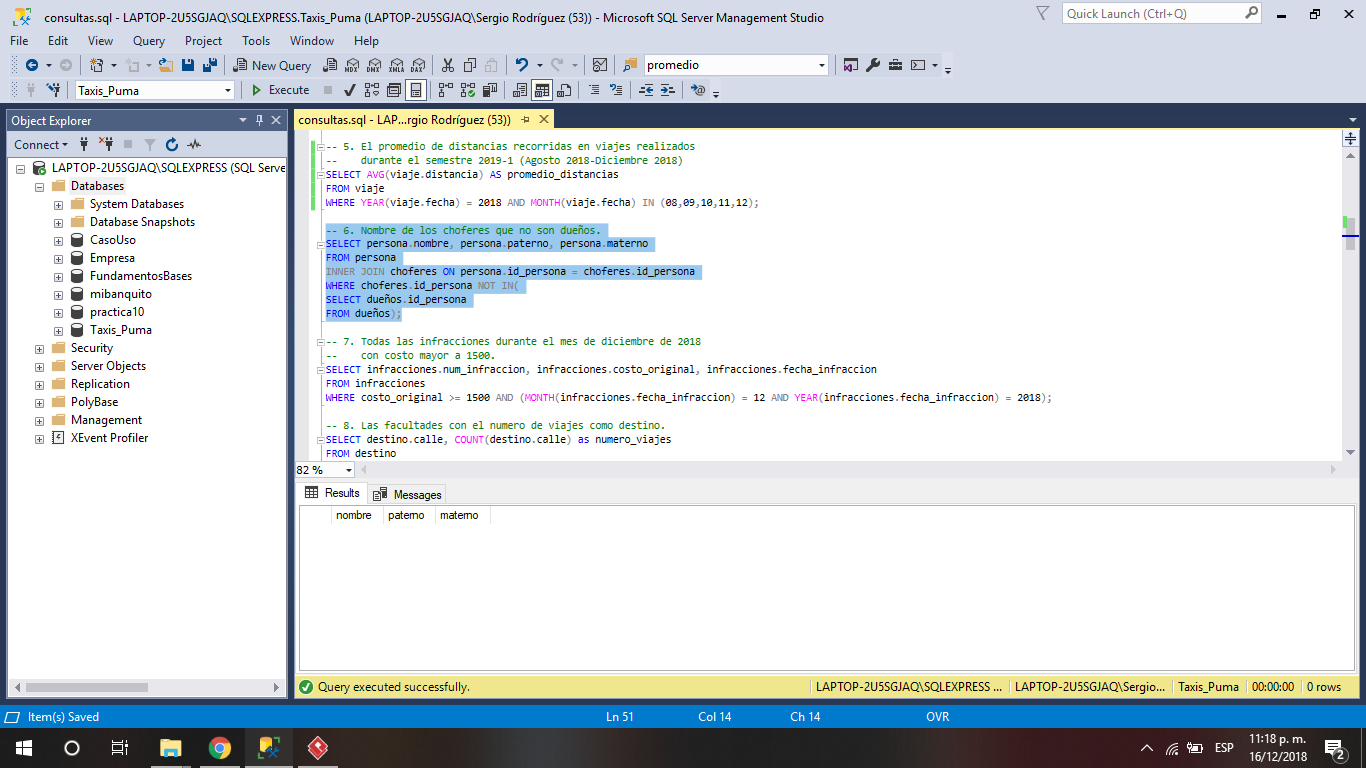 consultas.sql - LAPTOP-2U5SGJAQ\SQLEXPRESS.Taxis_Puma (LAPTOP-2U5SGJAQ\Sergio Rodríguez (53)) - Microsoft SQL Server Management Studio
Quick Launch (Ctrl+Q)
File Edit View Query Project Tools Window Help
New Query
MDX DMX XMLA DAX
promedio
Taxis_Puma
Execute
Object Explorer
Connect
LAPTOP-2U5SGJAQ\SQLEXPRESS (SQL Serve
Databases
System Databases
Database Snapshots
CasoUso
Empresa
FundamentosBases
mibanquito
practica10
Taxis_Puma
Security
Server Objects
Replication
PolyBase
Management
XEvent Profiler
consultas.sql - LAP...rgio Rodríguez (53))
-- 5. El promedio de distancias recorridas en viajes realizados
--    durante el semestre 2019-1 (Agosto 2018-Diciembre 2018)
SELECT AVG(viaje.distancia) AS promedio_distancias
FROM viaje
WHERE YEAR(viaje.fecha) = 2018 AND MONTH(viaje.fecha) IN (08,09,10,11,12);
-- 6. Nombre de los choferes que no son dueños.
SELECT persona.nombre, persona.paterno, persona.materno
FROM persona
INNER JOIN choferes ON persona.id_persona = choferes.id_persona
WHERE choferes.id_persona NOT IN(
SELECT dueños.id_persona
FROM dueños);
-- 7. Todas las infracciones durante el mes de diciembre de 2018
--    con costo mayor a 1500.
SELECT infracciones.num_infraccion, infracciones.costo_original, infracciones.fecha_infraccion
FROM infracciones
WHERE costo_original >= 1500 AND (MONTH(infracciones.fecha_infraccion) = 12 AND YEAR(infracciones.fecha_infraccion) = 2018);
-- 8. Las facultades con el numero de viajes como destino.
SELECT destino.calle, COUNT(destino.calle) as numero_viajes
FROM destino
82 %
Results Messages
nombre paterno materno
Query executed successfully.
LAPTOP-2U5SGJAQ\SQLEXPRESS ... LAPTOP-2U5SGJAQ\Sergio... Taxis_Puma 00:00:00 0 rows
Item(s) Saved
Ln 51 Col 14 Ch 14 OVR
ESP
11:18 p. m.
16/12/2018
2